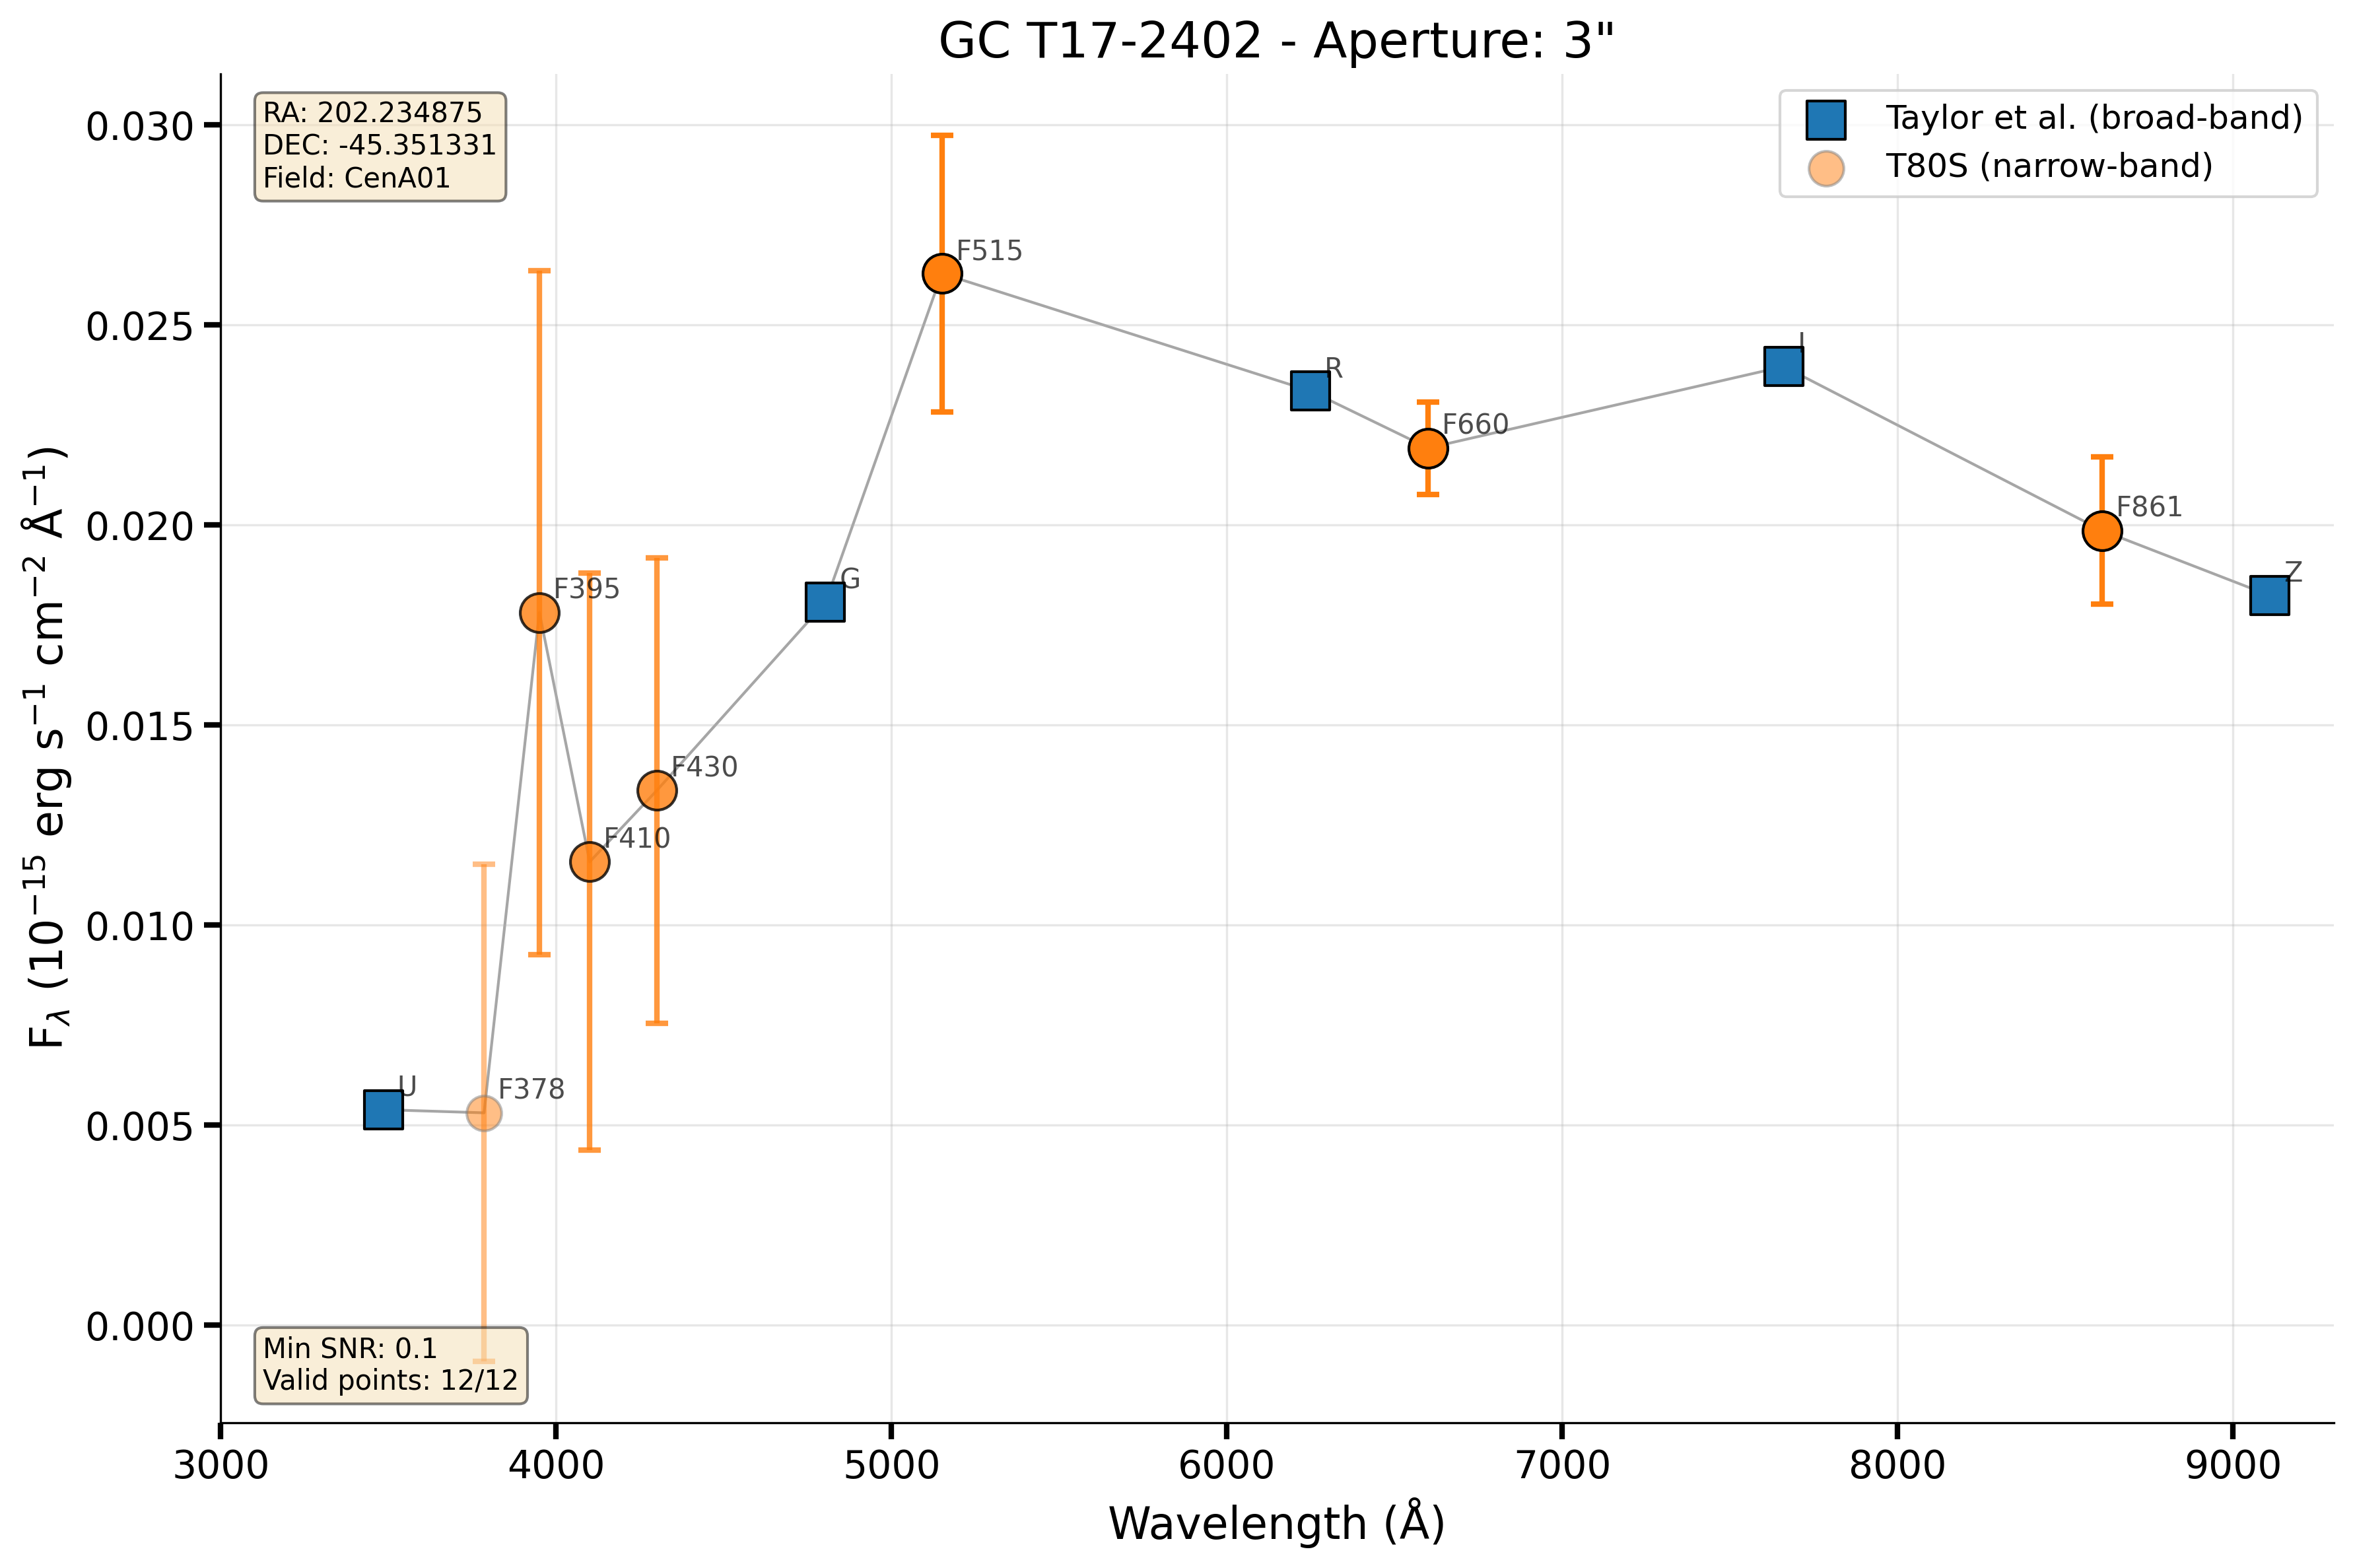 GC T17-2402 - Aperture: 3"
RA: 202.234875
DEC: -45.351331
Field: CenA01
Taylor et al. (broad-band)
T80S (narrow-band)
F$_{\lambda}$ (10$^{-15}$ erg s$^{-1}$ cm$^{-2}$ Å$^{-1}$)
0.030
0.025
0.020
0.015
0.010
0.005
0.000
U
F378
F395
F410
F430
G
F515
R
F660
I
F861
Z
Min SNR: 0.1
Valid points: 12/12
3000 4000 5000 6000 7000 8000 9000
Wavelength (Å)